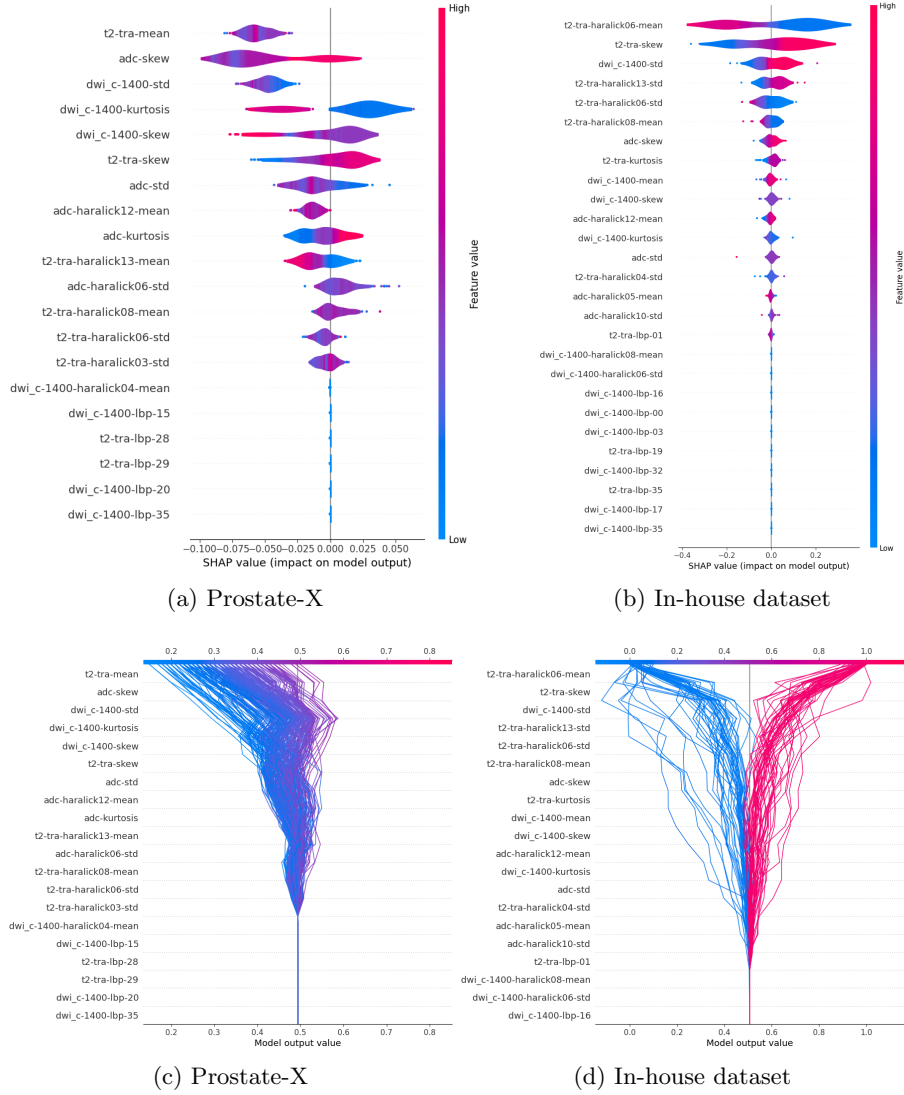 High
t2-tra-mean
adc-skew
dwi_c-1400-std
dwi_c-1400-kurtosis
dwi_c-1400-skew
t2-tra-skew
adc-std
adc-haralick12-mean
adc-kurtosis
t2-tra-haralick13-mean
adc-haralick06-std
t2-tra-haralick08-mean
t2-tra-haralick06-std
t2-tra-haralick03-std
dwi_c-1400-haralick04-mean
dwi_c-1400-lbp-15
t2-tra-lbp-28
t2-tra-lbp-29
dwi_c-1400-lbp-20
dwi_c-1400-lbp-35
Feature value
Low
−0.100 −0.075 −0.050 −0.025 0.000 0.025 0.050
SHAP value (impact on model output)
(a) Prostate-X
High
t2-tra-haralick06-mean
t2-tra-skew
dwi_c-1400-std
t2-tra-haralick13-std
t2-tra-haralick06-std
t2-tra-haralick08-mean
adc-skew
t2-tra-kurtosis
dwi_c-1400-mean
dwi_c-1400-skew
adc-haralick12-mean
dwi_c-1400-kurtosis
adc-std
t2-tra-haralick04-std
adc-haralick05-mean
adc-haralick10-std
t2-tra-lbp-01
dwi_c-1400-haralick08-mean
dwi_c-1400-haralick06-std
dwi_c-1400-lbp-16
dwi_c-1400-lbp-00
dwi_c-1400-lbp-03
t2-tra-lbp-19
dwi_c-1400-lbp-32
t2-tra-lbp-35
dwi_c-1400-lbp-17
dwi_c-1400-lbp-35
Feature value
Low
−0.4 −0.2 0.0 0.2
SHAP value (impact on model output)
(b) In-house dataset
0.2 0.3 0.4 0.5 0.6 0.7 0.8
t2-tra-mean
adc-skew
dwi_c-1400-std
dwi_c-1400-kurtosis
dwi_c-1400-skew
t2-tra-skew
adc-std
adc-haralick12-mean
adc-kurtosis
t2-tra-haralick13-mean
adc-haralick06-std
t2-tra-haralick08-mean
t2-tra-haralick06-std
t2-tra-haralick03-std
dwi_c-1400-haralick04-mean
dwi_c-1400-lbp-15
t2-tra-lbp-28
t2-tra-lbp-29
dwi_c-1400-lbp-20
dwi_c-1400-lbp-35
0.2 0.3 0.4 0.5 0.6 0.7 0.8
Model output value
(c) Prostate-X
0.0 0.2 0.4 0.6 0.8 1.0
t2-tra-haralick06-mean
t2-tra-skew
dwi_c-1400-std
t2-tra-haralick13-std
t2-tra-haralick06-std
t2-tra-haralick08-mean
adc-skew
t2-tra-kurtosis
dwi_c-1400-mean
dwi_c-1400-skew
adc-haralick12-mean
dwi_c-1400-kurtosis
adc-std
t2-tra-haralick04-std
adc-haralick05-mean
adc-haralick10-std
t2-tra-lbp-01
dwi_c-1400-haralick08-mean
dwi_c-1400-haralick06-std
dwi_c-1400-lbp-16
0.0 0.2 0.4 0.6 0.8 1.0
Model output value
(d) In-house dataset